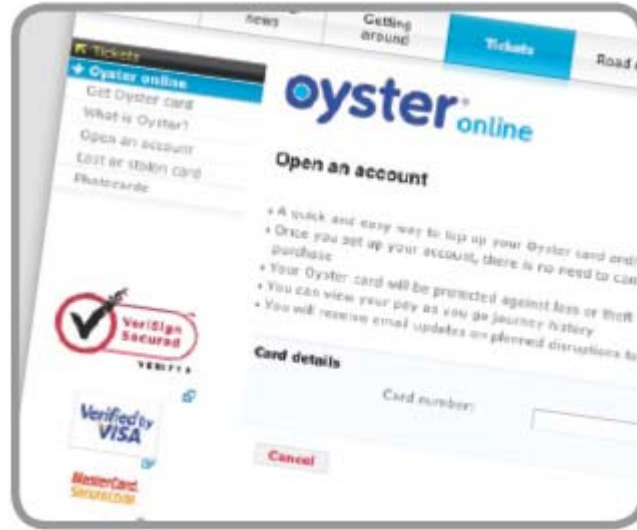 news
Getting
around
Tickets
Road
Tickets
Oyster online
Get Oyster card
What is Oyster?
Open an account
Lost or stolen card
Photocards
oyster online
Open an account
• A quick and easy way to top up your Oyster card and
• Once you set up your account, there is no need to
purchase
• Your Oyster card will be protected against loss or theft
• You can view your pay as you go journey history
• You will receive email updates on planned disruptions to
Card details
Card number:
Cancel
VeriSign
Secured
VERIFY
Verified by
VISA
MasterCard.
SecureCode